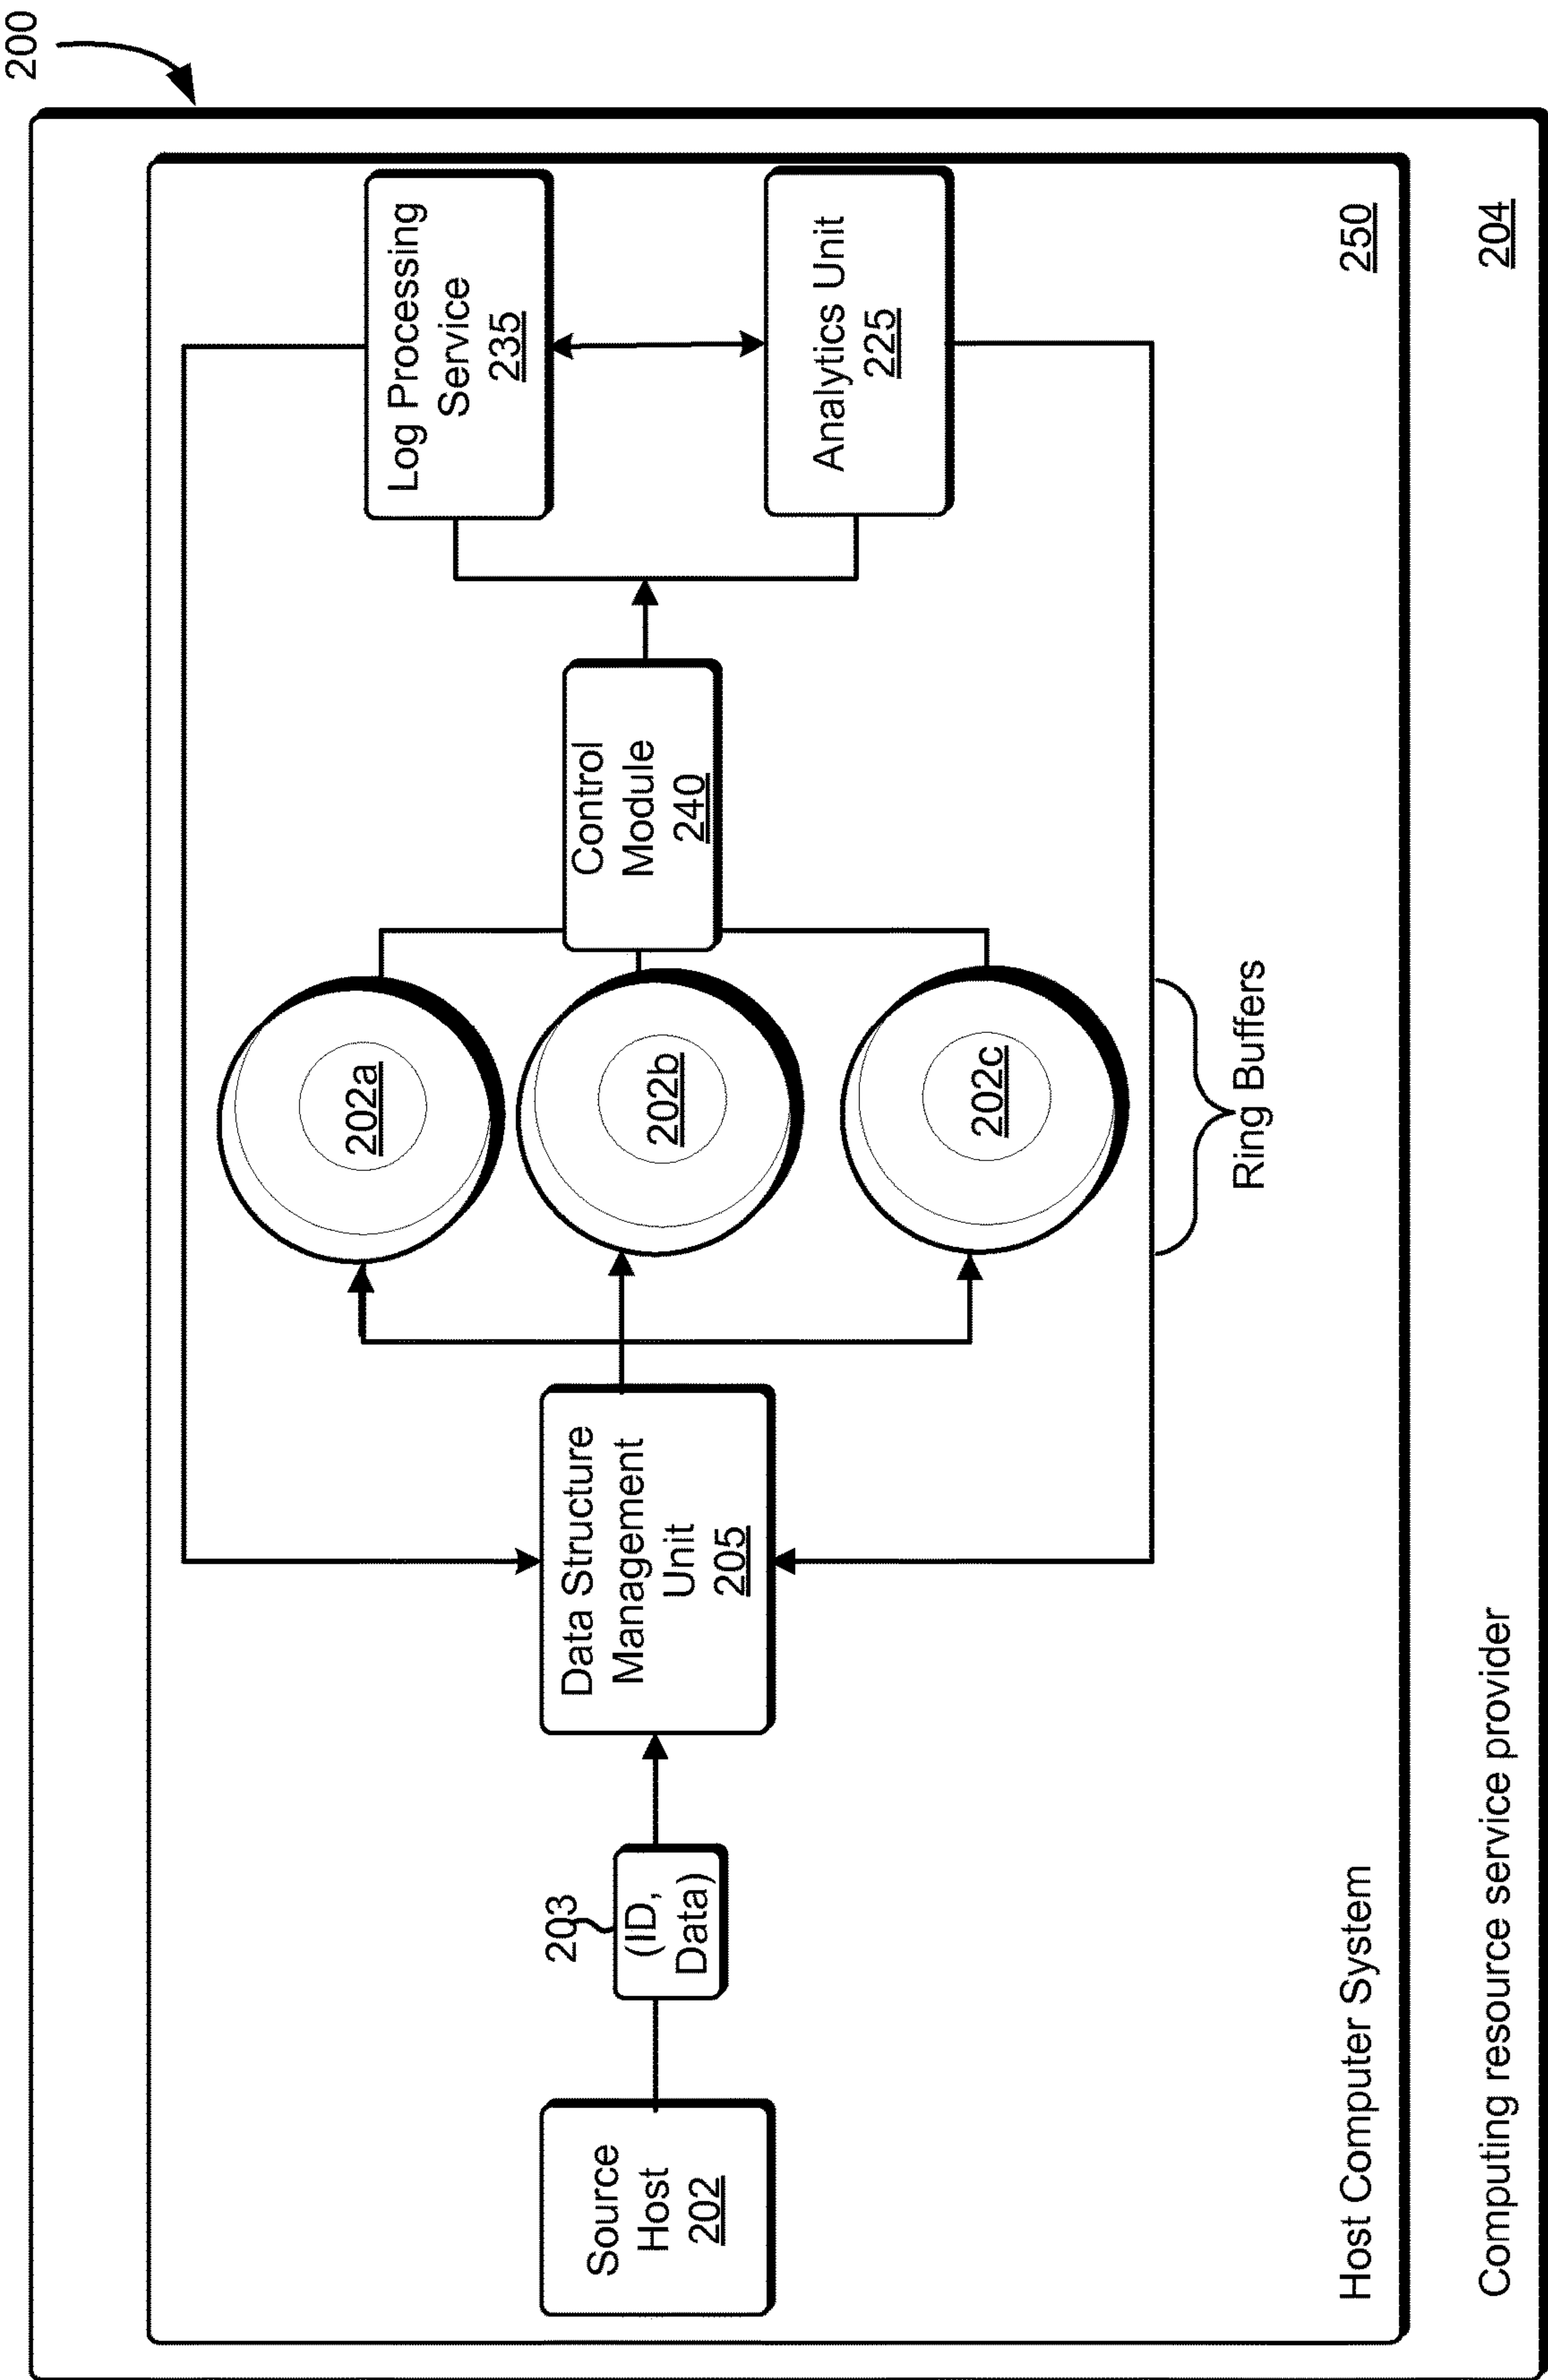 200
Log Processing
Service
235
Analytics Unit
225
Control
Module
240
202a
202b
202c
Ring Buffers
Data Structure
Management
Unit
205
203
(ID,
Data)
Source
Host
202
Host Computer System
250
Computing resource service provider
204